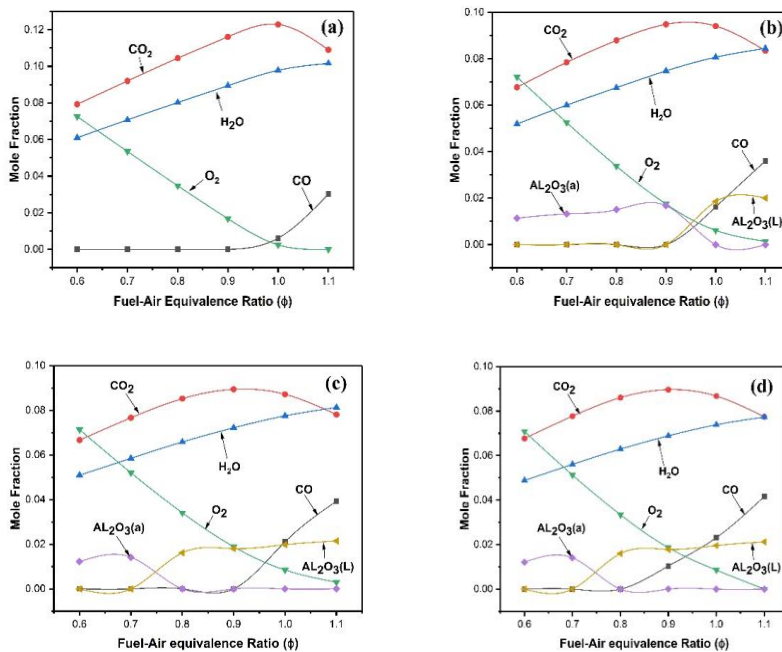 (a)
0.12
0.10
0.08
0.06
0.04
0.02
0.00
Mole Fraction
CO₂
H₂O
O₂
CO
0.6 0.7 0.8 0.9 1.0 1.1
Fuel-Air Equivalence Ratio (ϕ)
(b)
0.10
0.08
0.06
0.04
0.02
0.00
Mole Fraction
CO₂
H₂O
CO
O₂
AL₂O₃(a)
AL₂O₃(L)
0.6 0.7 0.8 0.9 1.0 1.1
Fuel-Air equivalence Ratio (ϕ)
(c)
0.10
0.08
0.06
0.04
0.02
0.00
Mole Fraction
CO₂
H₂O
CO
O₂
AL₂O₃(a)
AL₂O₃(L)
0.6 0.7 0.8 0.9 1.0 1.1
Fuel-Air equivalence Ratio (ϕ)
(d)
0.10
0.08
0.06
0.04
0.02
0.00
Mole Fraction
CO₂
H₂O
CO
O₂
AL₂O₃(a)
AL₂O₃(L)
0.6 0.7 0.8 0.9 1.0 1.1
Fuel-Air equivalence Ratio (ϕ)